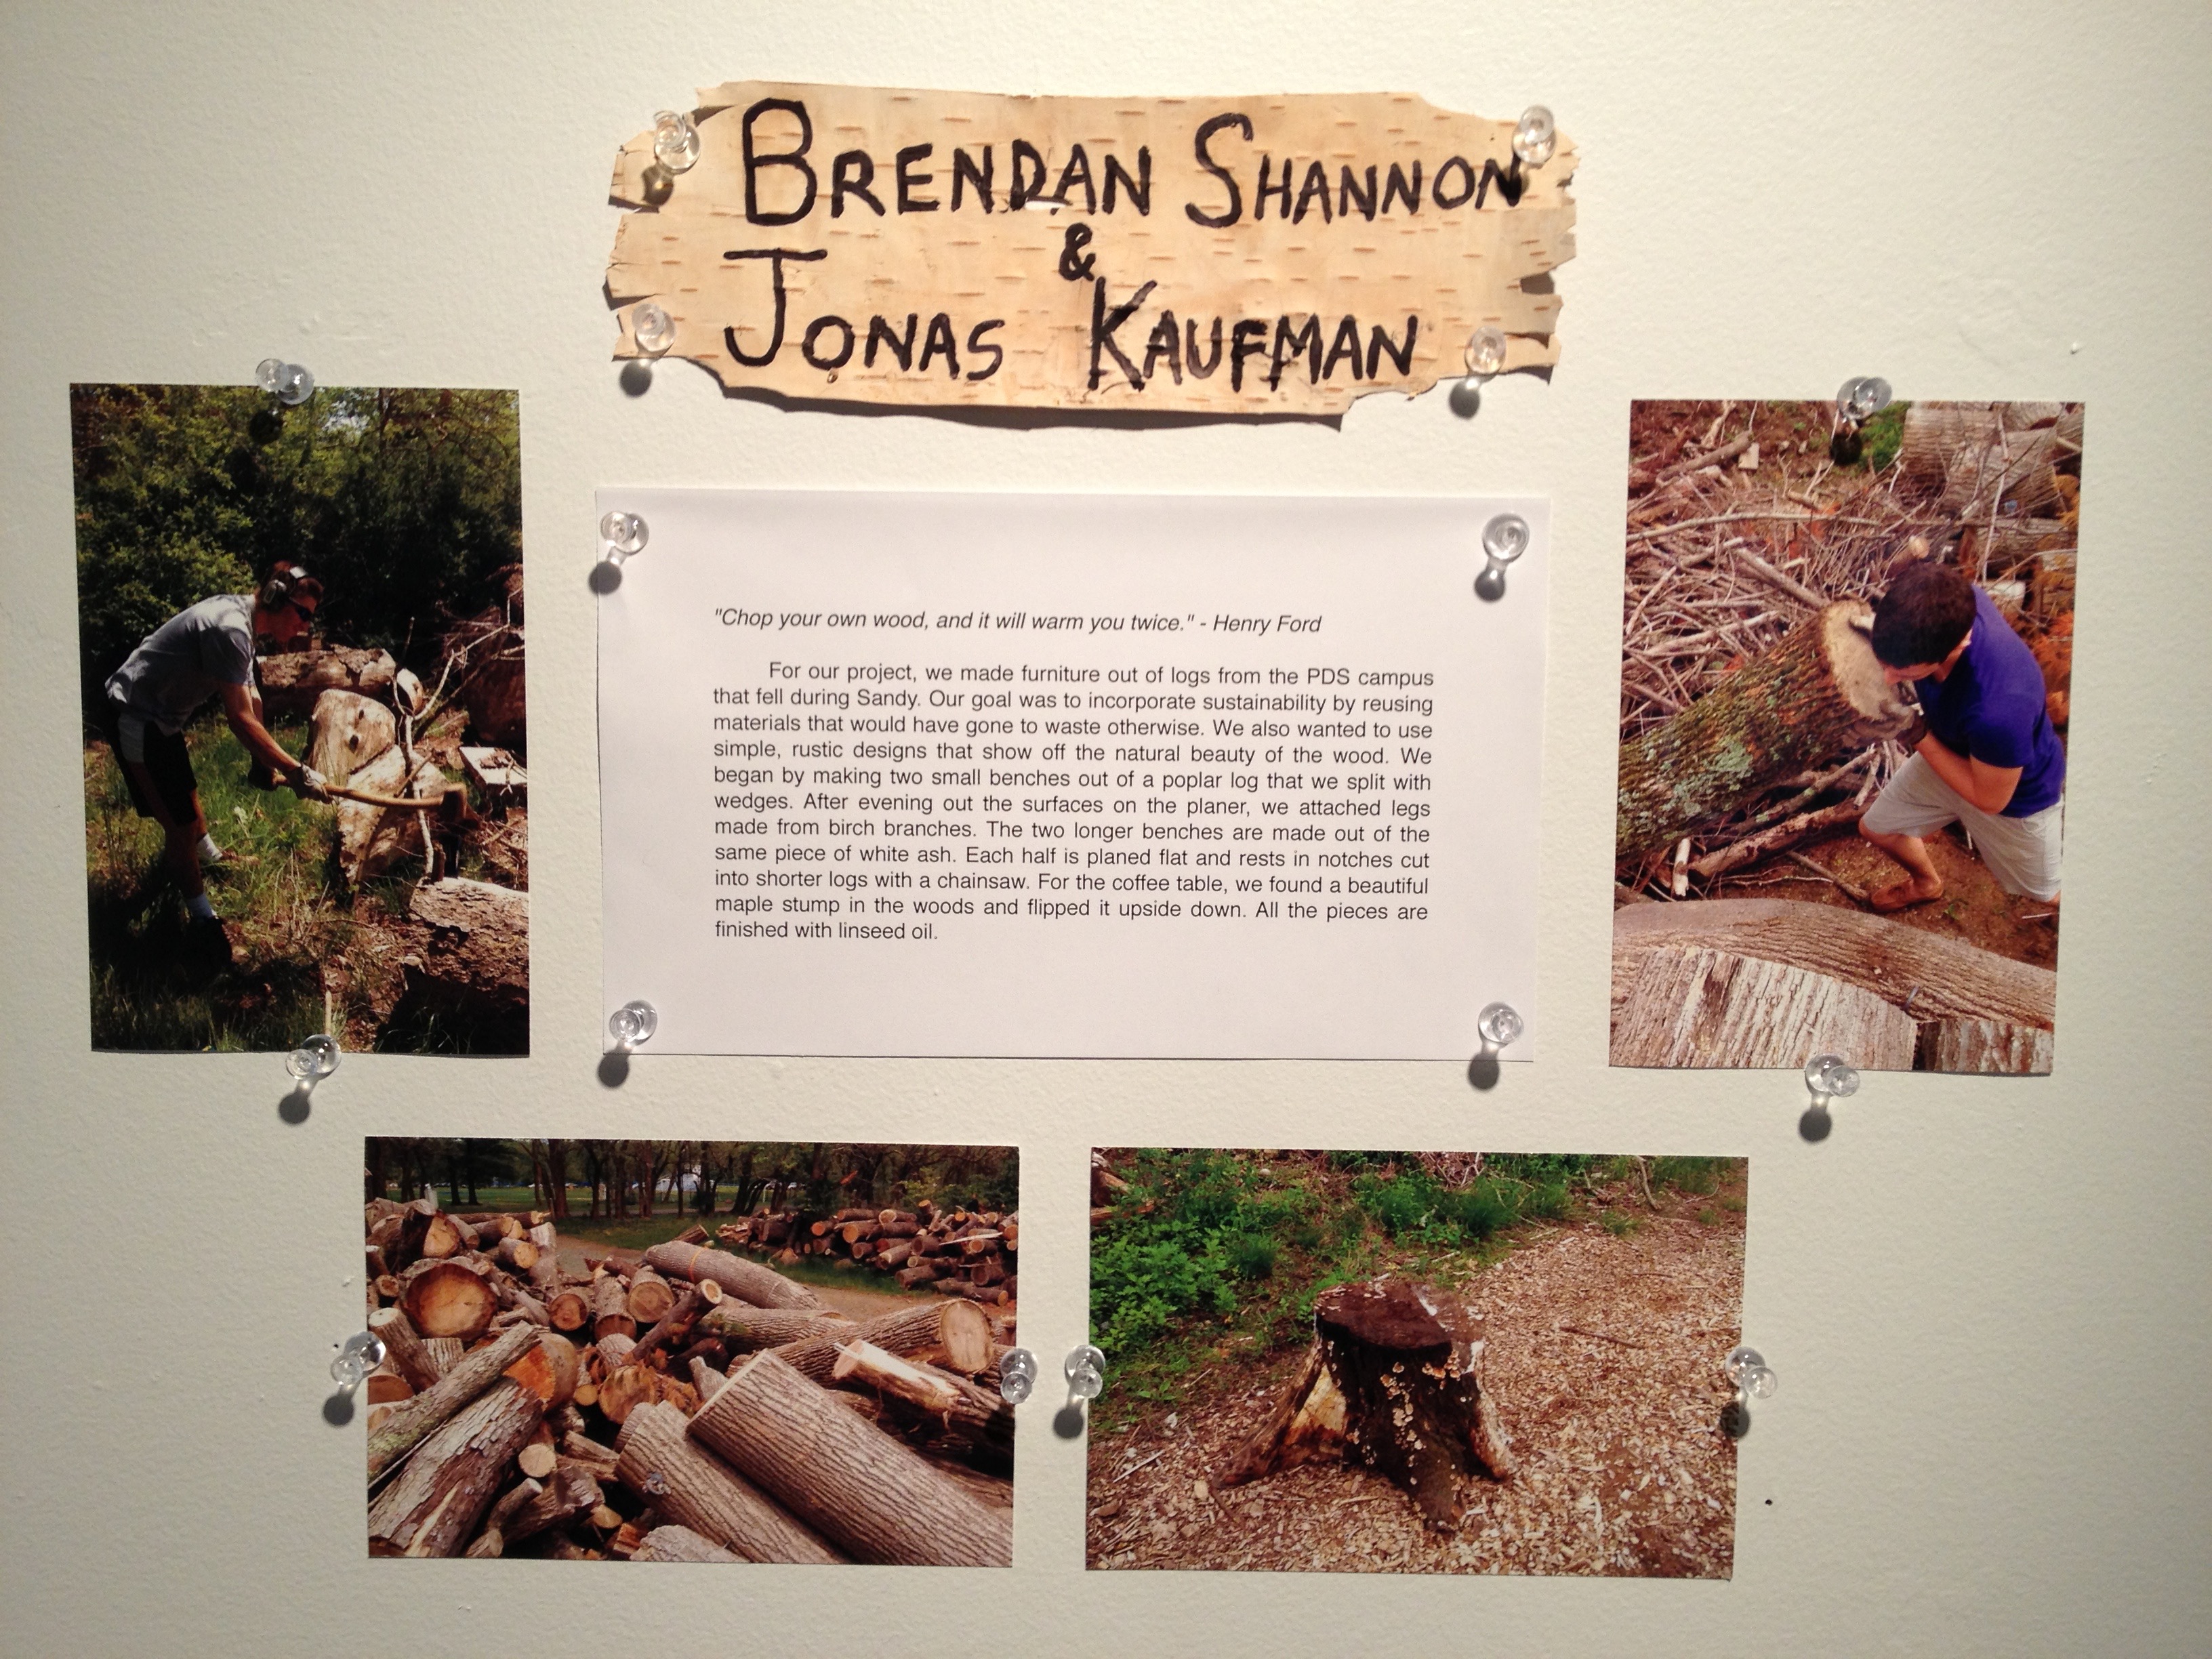 BRENDAN SHANNON
&
JONAS KAUFMAN
"Chop your own wood, and it will warm you twice." - Henry Ford
For our project, we made furniture out of logs from the PDS campus
that fell during Sandy. Our goal was to incorporate sustainability by reusing
materials that would have gone to waste otherwise. We also wanted to use
simple, rustic designs that show off the natural beauty of the wood. We
began by making two small benches out of a poplar log that we split with
wedges. After evening out the surfaces on the planer, we attached legs
made from birch branches. The two longer benches are made out of the
same piece of white ash. Each half is planed flat and rests in notches cut
into shorter logs with a chainsaw. For the coffee table, we found a beautiful
maple stump in the woods and flipped it upside down. All the pieces are
finished with linseed oil.